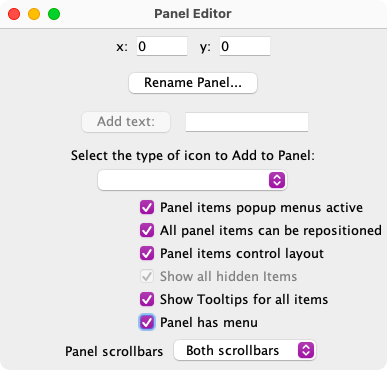 Panel Editor
x: 0 y: 0
Rename Panel...
Add text:
Select the type of icon to Add to Panel:
Panel items popup menus active
All panel items can be repositioned
Panel items control layout
Show all hidden Items
Show Tooltips for all items
Panel has menu
Panel scrollbars Both scrollbars